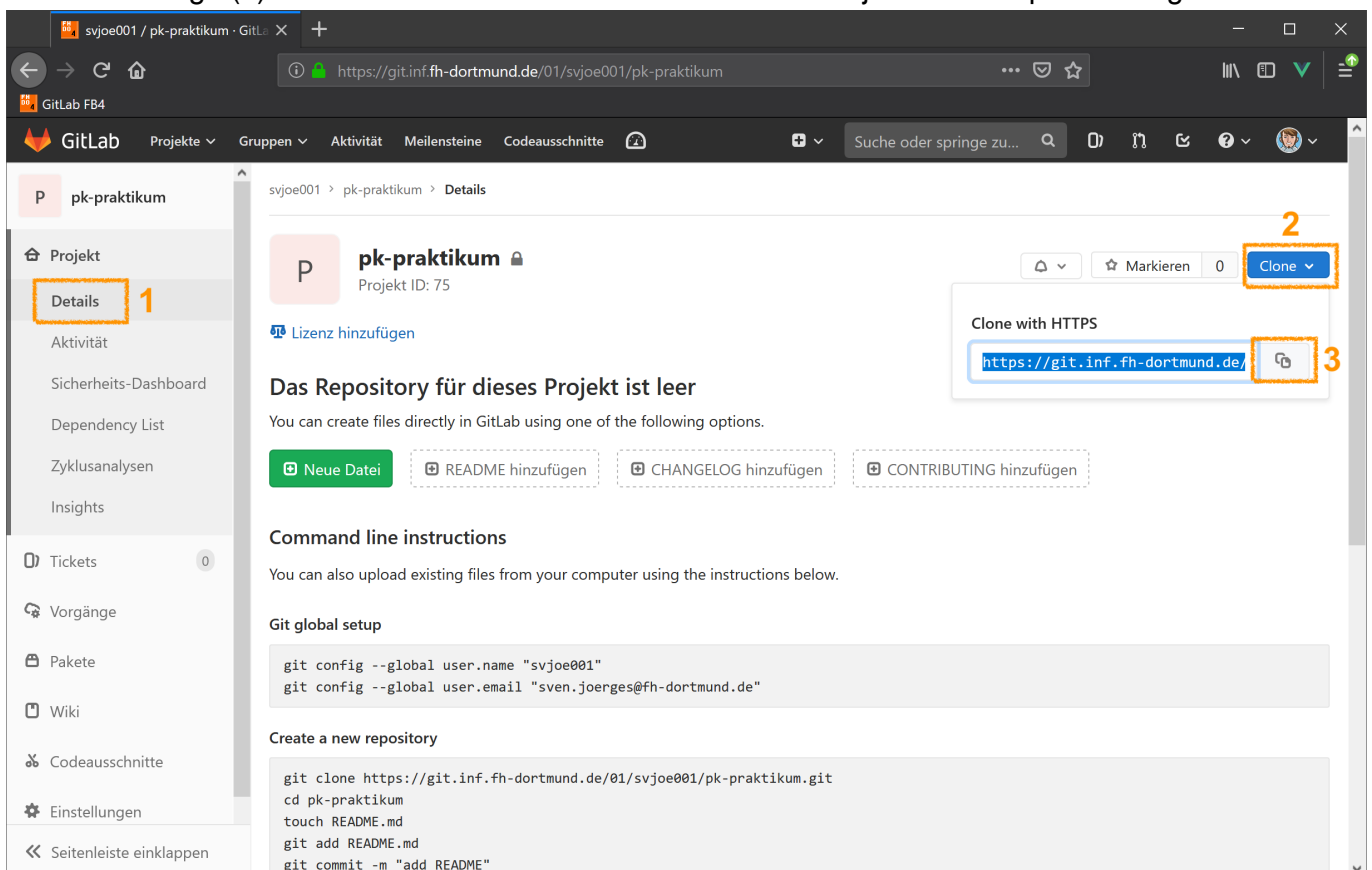 svjoe001 / pk-praktikum · GitLa
https://git.inf.fh-dortmund.de/01/svjoe001/pk-praktikum
GitLab FB4
GitLab Projekte Gruppen Aktivität Meilensteine Codeausschnitte Suche oder springe zu...
P pk-praktikum
Projekt
Details 1
Aktivität
Sicherheits-Dashboard
Dependency List
Zyklusanalysen
Insights
Tickets 0
Vorgänge
Pakete
Wiki
Codeausschnitte
Einstellungen
Seitenleiste einklappen
svjoe001 > pk-praktikum > Details
P pk-praktikum
Projekt ID: 75
2
Markieren 0 Clone
Clone with HTTPS
https://git.inf.fh-dortmund.de/ 3
Lizenz hinzufügen
Das Repository für dieses Projekt ist leer
You can create files directly in GitLab using one of the following options.
Neue Datei README hinzufügen CHANGELOG hinzufügen CONTRIBUTING hinzufügen
Command line instructions
You can also upload existing files from your computer using the instructions below.
Git global setup
git config --global user.name "svjoe001"
git config --global user.email "sven.joerges@fh-dortmund.de"
Create a new repository
git clone https://git.inf.fh-dortmund.de/01/svjoe001/pk-praktikum.git
cd pk-praktikum
touch README.md
git add README.md
git commit -m "add README"